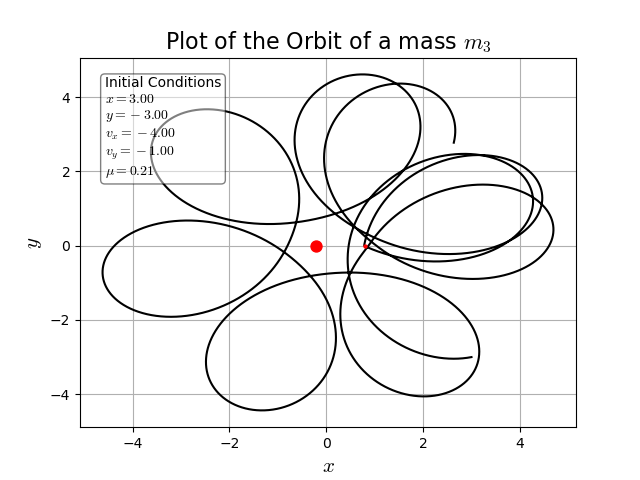 Plot of the Orbit of a mass m₃
Initial Conditions
x = 3.00
y = −3.00
vₓ = −4.00
v_y = −1.00
μ = 0.21
4
2
0
−2
−4
y
−4
−2
0
2
4
x